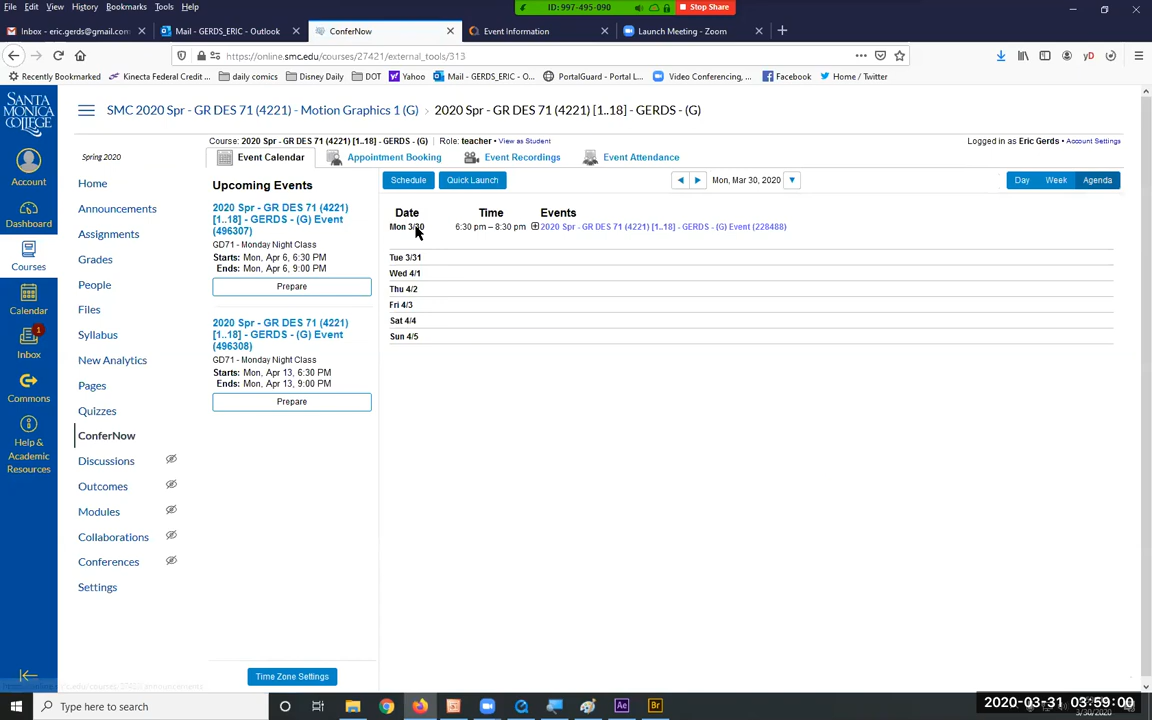 File Edit View History Bookmarks Tools Help
ID: 997-495-090 Stop Share
Inbox - eric.gerds@gmail.com
Mail - GERDS_ERIC - Outlook
ConferNow
Event Information
Launch Meeting - Zoom
https://online.smc.edu/courses/27421/external_tools/313
Recently Bookmarked Kinecta Federal Credit ... daily comics Disney Daily DOT Yahoo Mail - GERDS_ERIC - O... PortalGuard - Portal L... Video Conferencing, ... Facebook Home / Twitter
SANTA MONICA COLLEGE
SMC 2020 Spr - GR DES 71 (4221) - Motion Graphics 1 (G) › 2020 Spr - GR DES 71 (4221) [1..18] - GERDS - (G)
Course: 2020 Spr - GR DES 71 (4221) [1..18] - GERDS - (G) Role: teacher • View as Student
Logged in as Eric Gerds • Account Settings
Spring 2020
Event Calendar Appointment Booking Event Recordings Event Attendance
Account
Dashboard
Courses
Calendar
1
Inbox
Commons
Help & Academic Resources
Home
Announcements
Assignments
Grades
People
Files
Syllabus
New Analytics
Pages
Quizzes
ConferNow
Discussions
Outcomes
Modules
Collaborations
Conferences
Settings
Upcoming Events
2020 Spr - GR DES 71 (4221)
[1..18] - GERDS - (G) Event
(496307)
GD71 - Monday Night Class
Starts: Mon, Apr 6, 6:30 PM
Ends: Mon, Apr 6, 9:00 PM
Prepare
2020 Spr - GR DES 71 (4221)
[1..18] - GERDS - (G) Event
(496308)
GD71 - Monday Night Class
Starts: Mon, Apr 13, 6:30 PM
Ends: Mon, Apr 13, 9:00 PM
Prepare
Time Zone Settings
Schedule Quick Launch
Mon, Mar 30, 2020
Day Week Agenda
Date Time Events
Mon 3/30 6:30 pm – 8:30 pm 2020 Spr - GR DES 71 (4221) [1..18] - GERDS - (G) Event (228488)
Tue 3/31
Wed 4/1
Thu 4/2
Fri 4/3
Sat 4/4
Sun 4/5
Type here to search
Ae
Br
2020-03-31 03:59:00